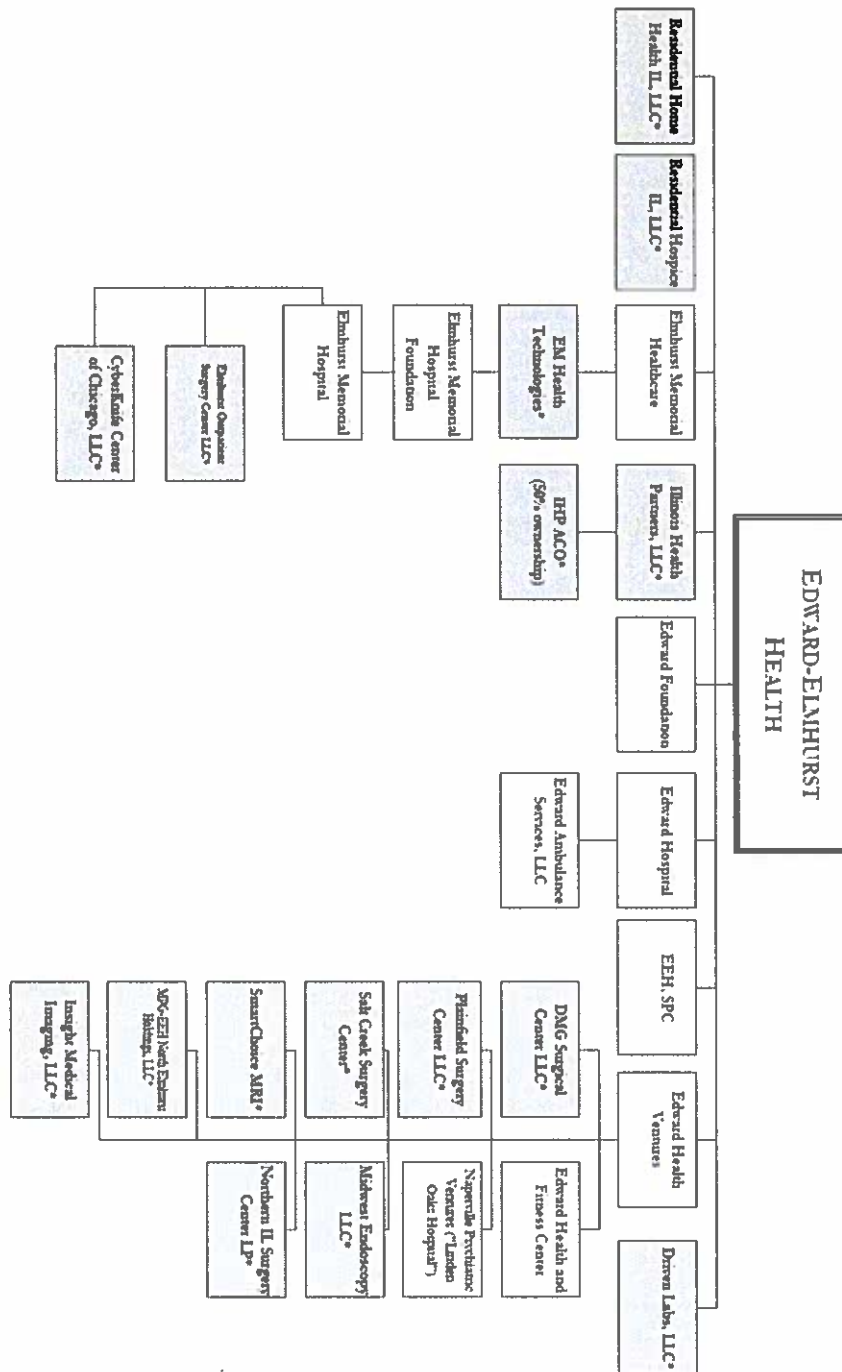 EDWARD-ELMHURST
HEALTH
Residential Home
Health IL, LLC*
Residential Hospice
IL, LLC*
Elmhurst Memorial
Healthcare
Illinois Health
Partners, LLC*
Edward Foundation
Edward Hospital
EEH, SPC
Edward Health
Ventures
Driven Labs, LLC*
EM Health
Technologies*
IHP ACO*
(50% ownership)
Edward Ambulance
Services, LLC
DMG Surgical
Center LLC*
Edward Health and
Fitness Center
Elmhurst Memorial
Hospital
Foundation
Plainfield Surgery
Center LLC*
Naperville Psychiatric
Ventures ("Linden
Oaks Hospital")
Elmhurst Memorial
Hospital
Salt Creek Surgery
Center*
Midwest Endoscopy
LLC*
Elmhurst Outpatient
Surgery Center LLC*
SmartChoice MRI*
Northern IL Surgery
Center LP*
CyberKnife Center
of Chicago, LLC*
North Elmhurst
Holdings, LLC*
Insight Medical
Imaging, LLC*